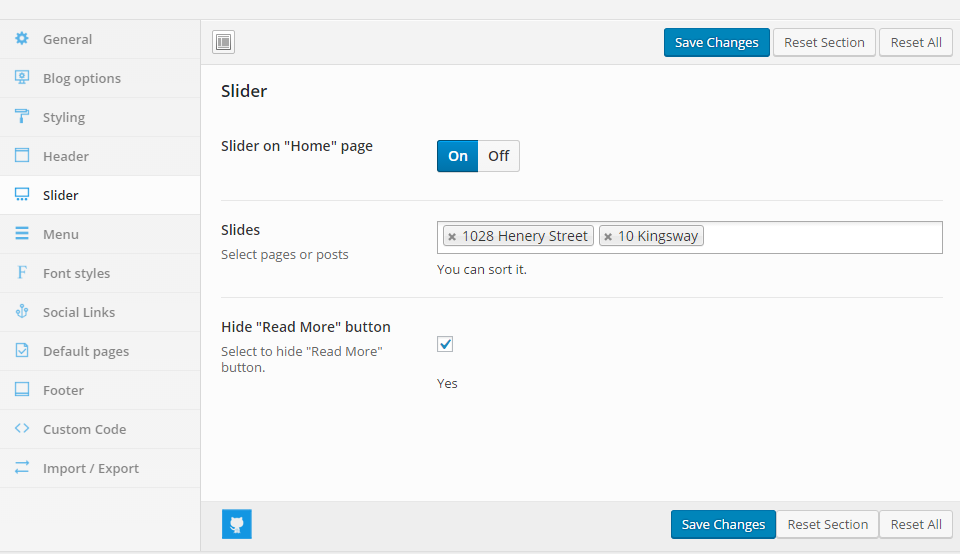 General
Blog options
Styling
Header
Slider
Menu
Font styles
Social Links
Default pages
Footer
Custom Code
Import / Export
Save Changes Reset Section Reset All
Slider
Slider on "Home" page
On Off
Slides
Select pages or posts
1028 Henery Street 10 Kingsway
You can sort it.
Hide "Read More" button
Select to hide "Read More"
button.
Yes
Save Changes Reset Section Reset All